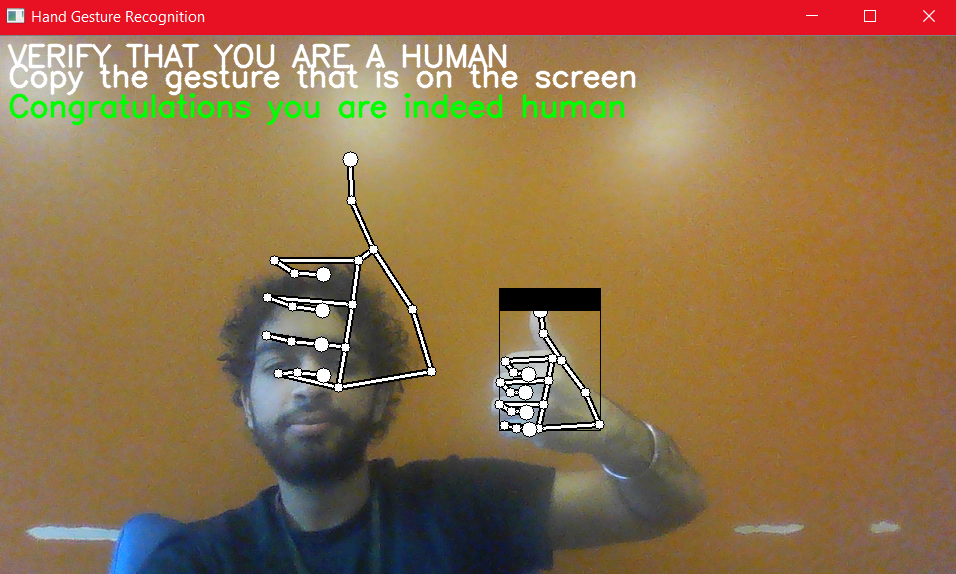 Hand Gesture Recognition
VERIFY THAT YOU ARE A HUMAN
Copy the gesture that is on the screen
Congratulations you are indeed human